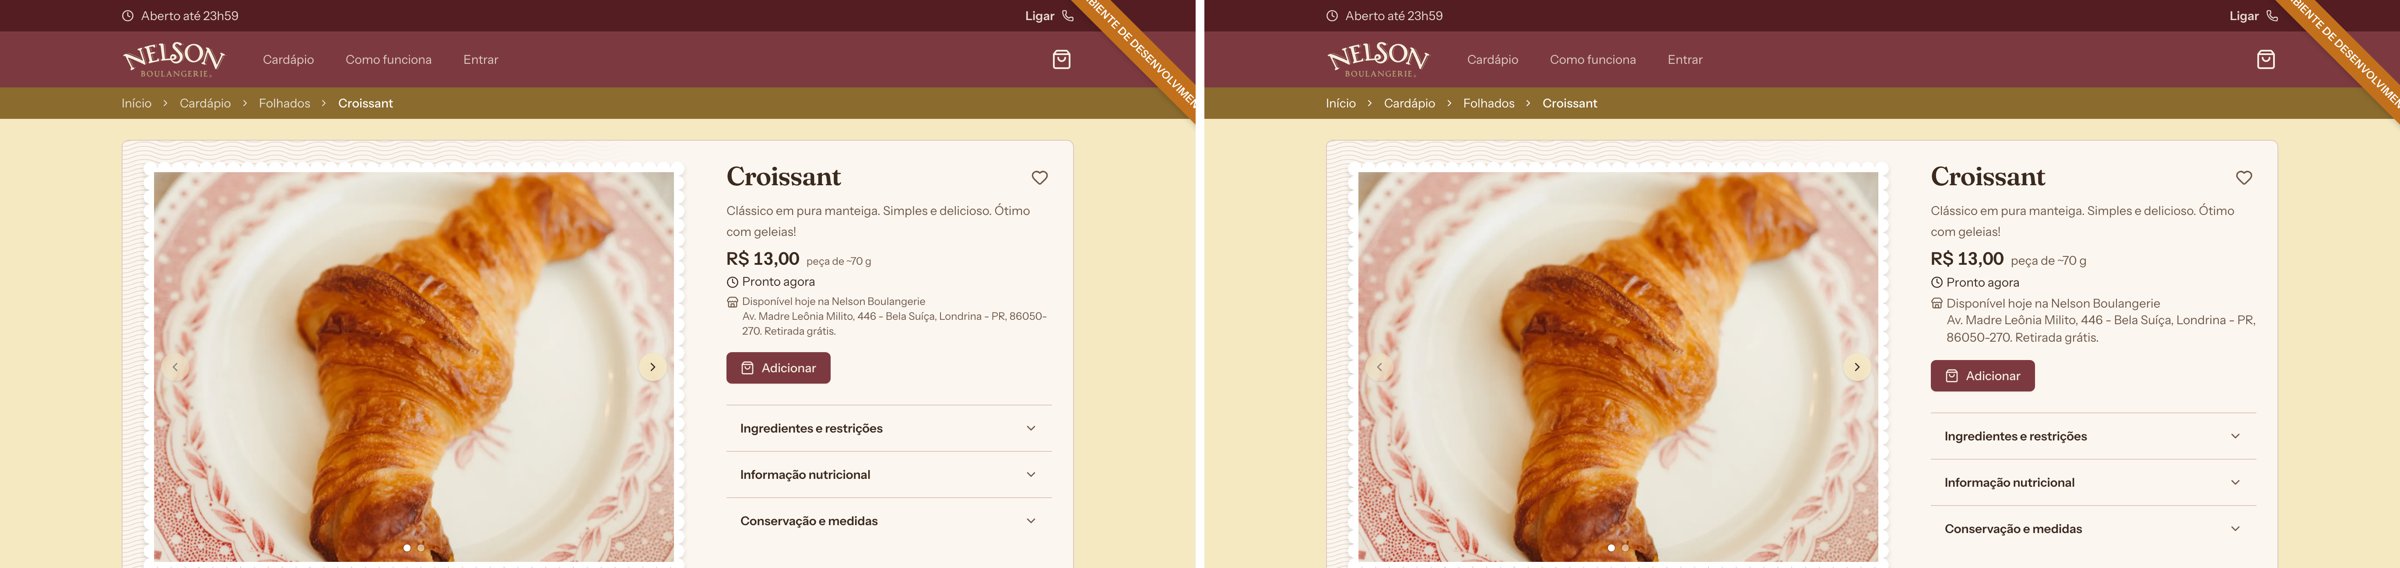 Aberto até 23h59
Ligar
NELSON
BOULANGERIE
Cardápio
Como funciona
Entrar
BIENTE DE DESENVOLVIMEN
Início > Cardápio > Folhados > Croissant
Croissant
Clássico em pura manteiga. Simples e delicioso. Ótimo
com geleias!
R$ 13,00 peça de ~70 g
Pronto agora
Disponível hoje na Nelson Boulangerie
Av. Madre Leônia Milito, 446 - Bela Suíça, Londrina - PR, 86050-
270. Retirada grátis.
Adicionar
Ingredientes e restrições
Informação nutricional
Conservação e medidas
Aberto até 23h59
Ligar
NELSON
BOULANGERIE
Cardápio
Como funciona
Entrar
BIENTE DE DESENVOLVIMEN
Início > Cardápio > Folhados > Croissant
Croissant
Clássico em pura manteiga. Simples e delicioso. Ótimo
com geleias!
R$ 13,00 peça de ~70 g
Pronto agora
Disponível hoje na Nelson Boulangerie
Av. Madre Leônia Milito, 446 - Bela Suíça, Londrina - PR,
86050-270. Retirada grátis.
Adicionar
Ingredientes e restrições
Informação nutricional
Conservação e medidas